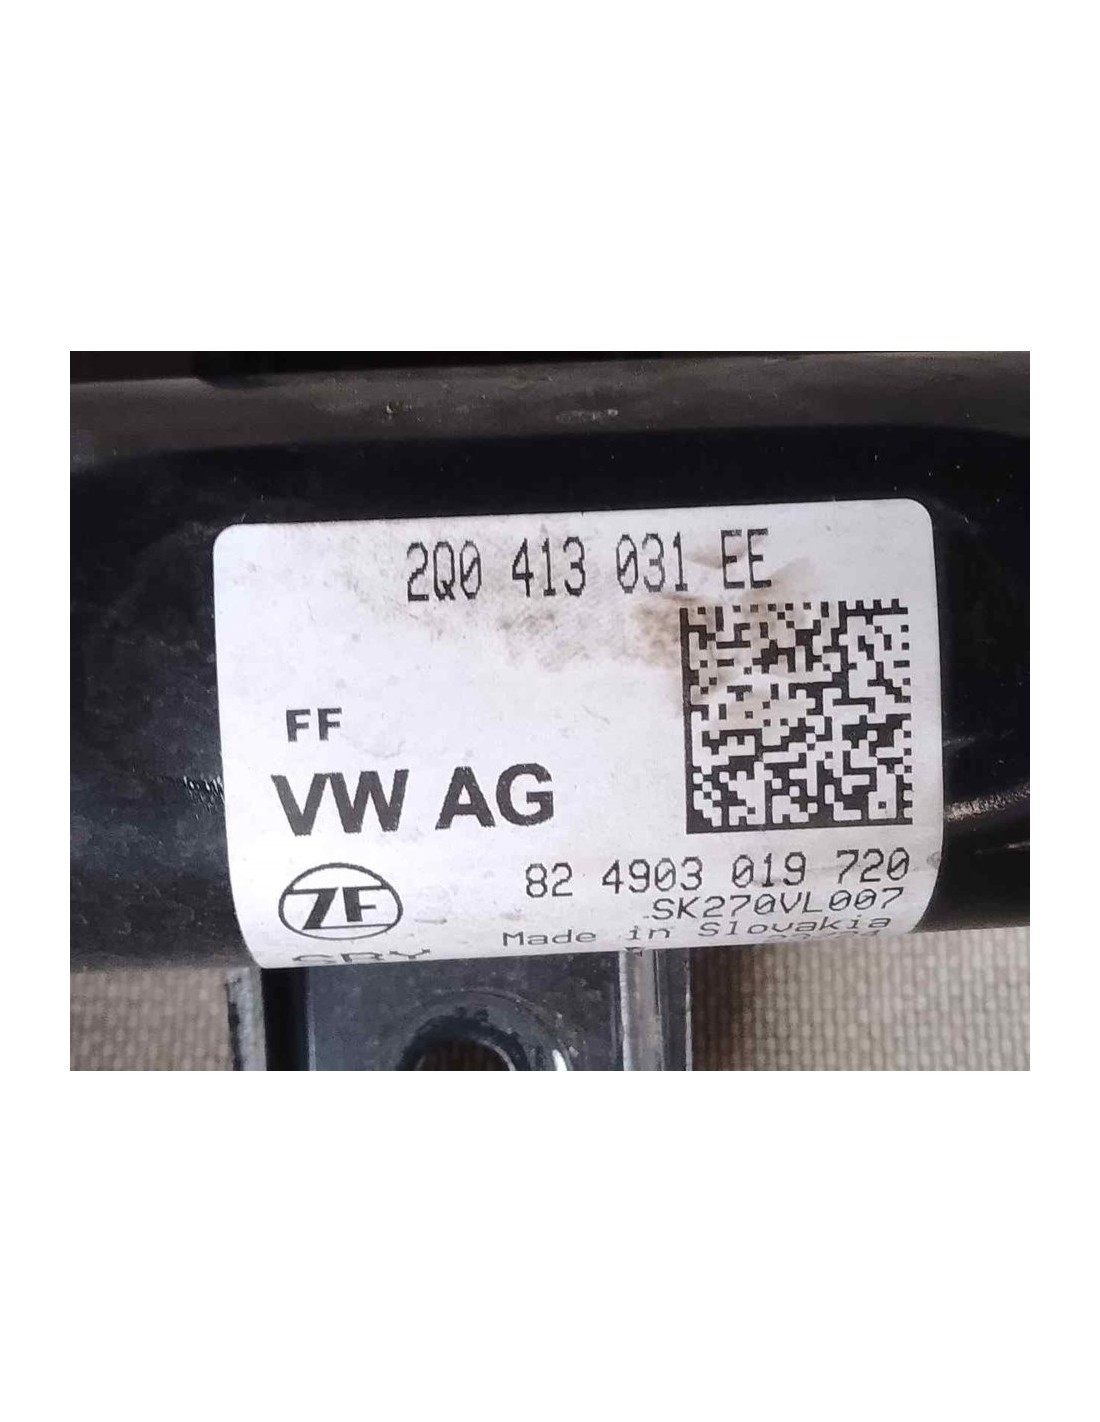 2Q0 413 031 EE
FF
VW AG
ZF
82 4903 019 720
SK270VL007
Made in Slovakia